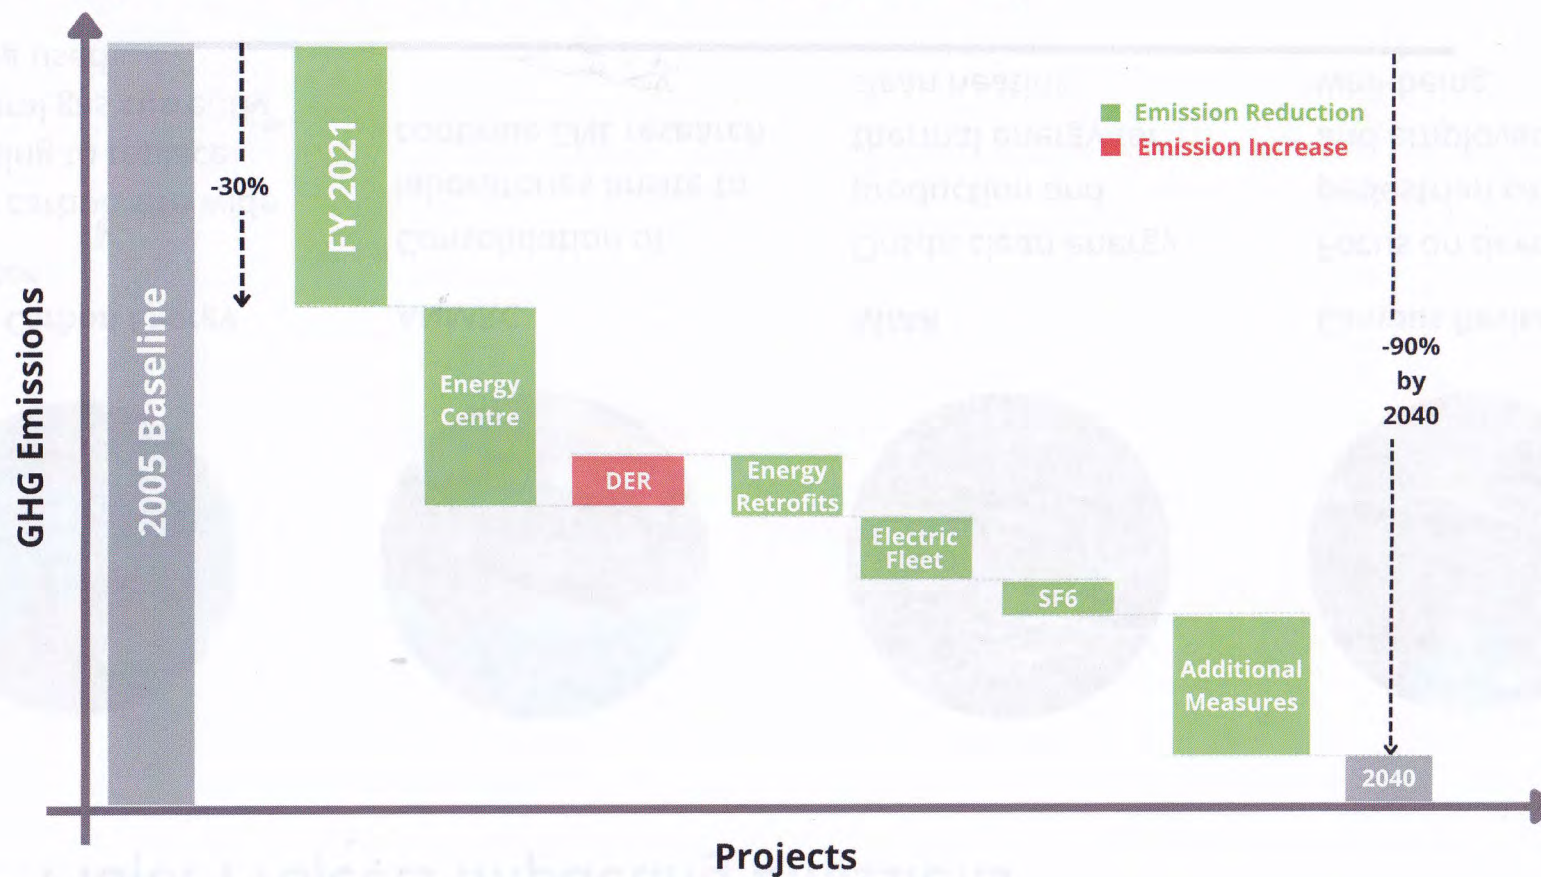 GHG Emissions
2005 Baseline
-30%
FY 2021
Energy
Centre
DER
Energy
Retrofits
Electric
Fleet
SF6
Additional
Measures
2040
-90%
by
2040
Emission Reduction
Emission Increase
Projects